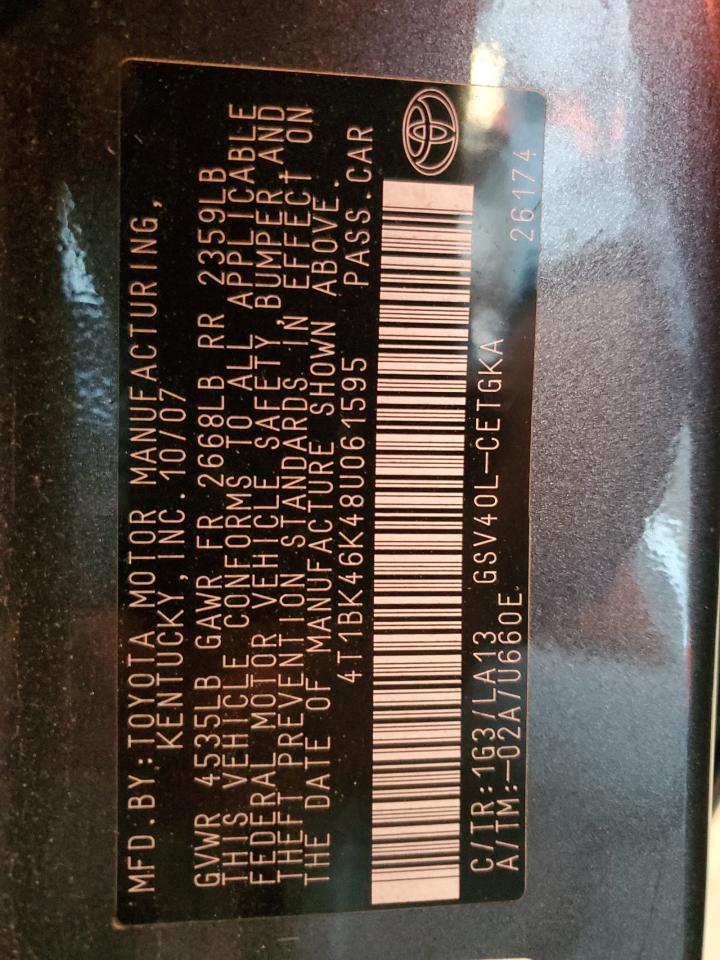 MFD.BY:TOYOTA MOTOR MANUFACTURING,
KENTUCKY,INC.10/07
GVWR 4535LB GAWR FR 2668LB RR 2359LB
THIS VEHICLE CONFORMS TO ALL APPLICABLE
FEDERAL MOTOR VEHICLE SAFETY,BUMPER,AND
THEFT PREVENTION STANDARDS IN EFFECT ON
THE DATE OF MANUFACTURE SHOWN ABOVE.
4T1BK46K48U061595 PASS.CAR
C/TR:1G3/LA13 GSV40L-CETGKA
A/TM:-02A/U660E 26174